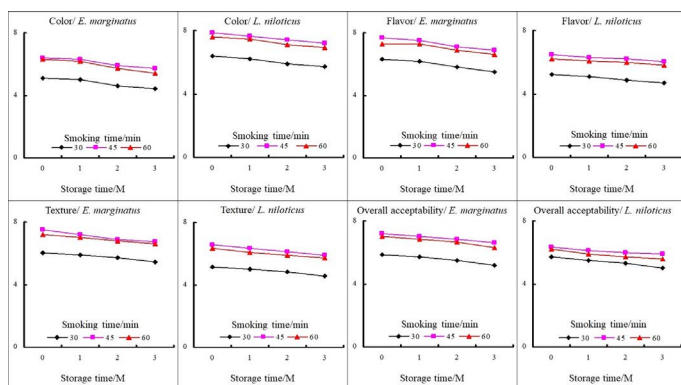 Color/ E. marginatus
8
4
0
Smoking time/min
30 45 60
0 1 2 3
Storage time/M
Color/ L. niloticus
8
4
0
Smoking time/min
30 45 60
0 1 2 3
Storage time/M
Flavor/ E. marginatus
8
4
0
Smoking time/min
30 45 60
0 1 2 3
Storage time/M
Flavor/ L. niloticus
8
4
0
Smoking time/min
30 45 60
0 1 2 3
Storage time/M
Texture/ E. marginatus
8
4
0
Smoking time/min
30 45 60
0 1 2 3
Storage time/M
Texture/ L. niloticus
8
4
0
Smoking time/min
30 45 60
0 1 2 3
Storage time/M
Overall acceptability/ E. marginatus
8
4
0
Smoking time/min
30 45 60
0 1 2 3
Storage time/M
Overall acceptability/ L. niloticus
8
4
0
Smoking time/min
30 45 60
0 1 2 3
Storage time/M